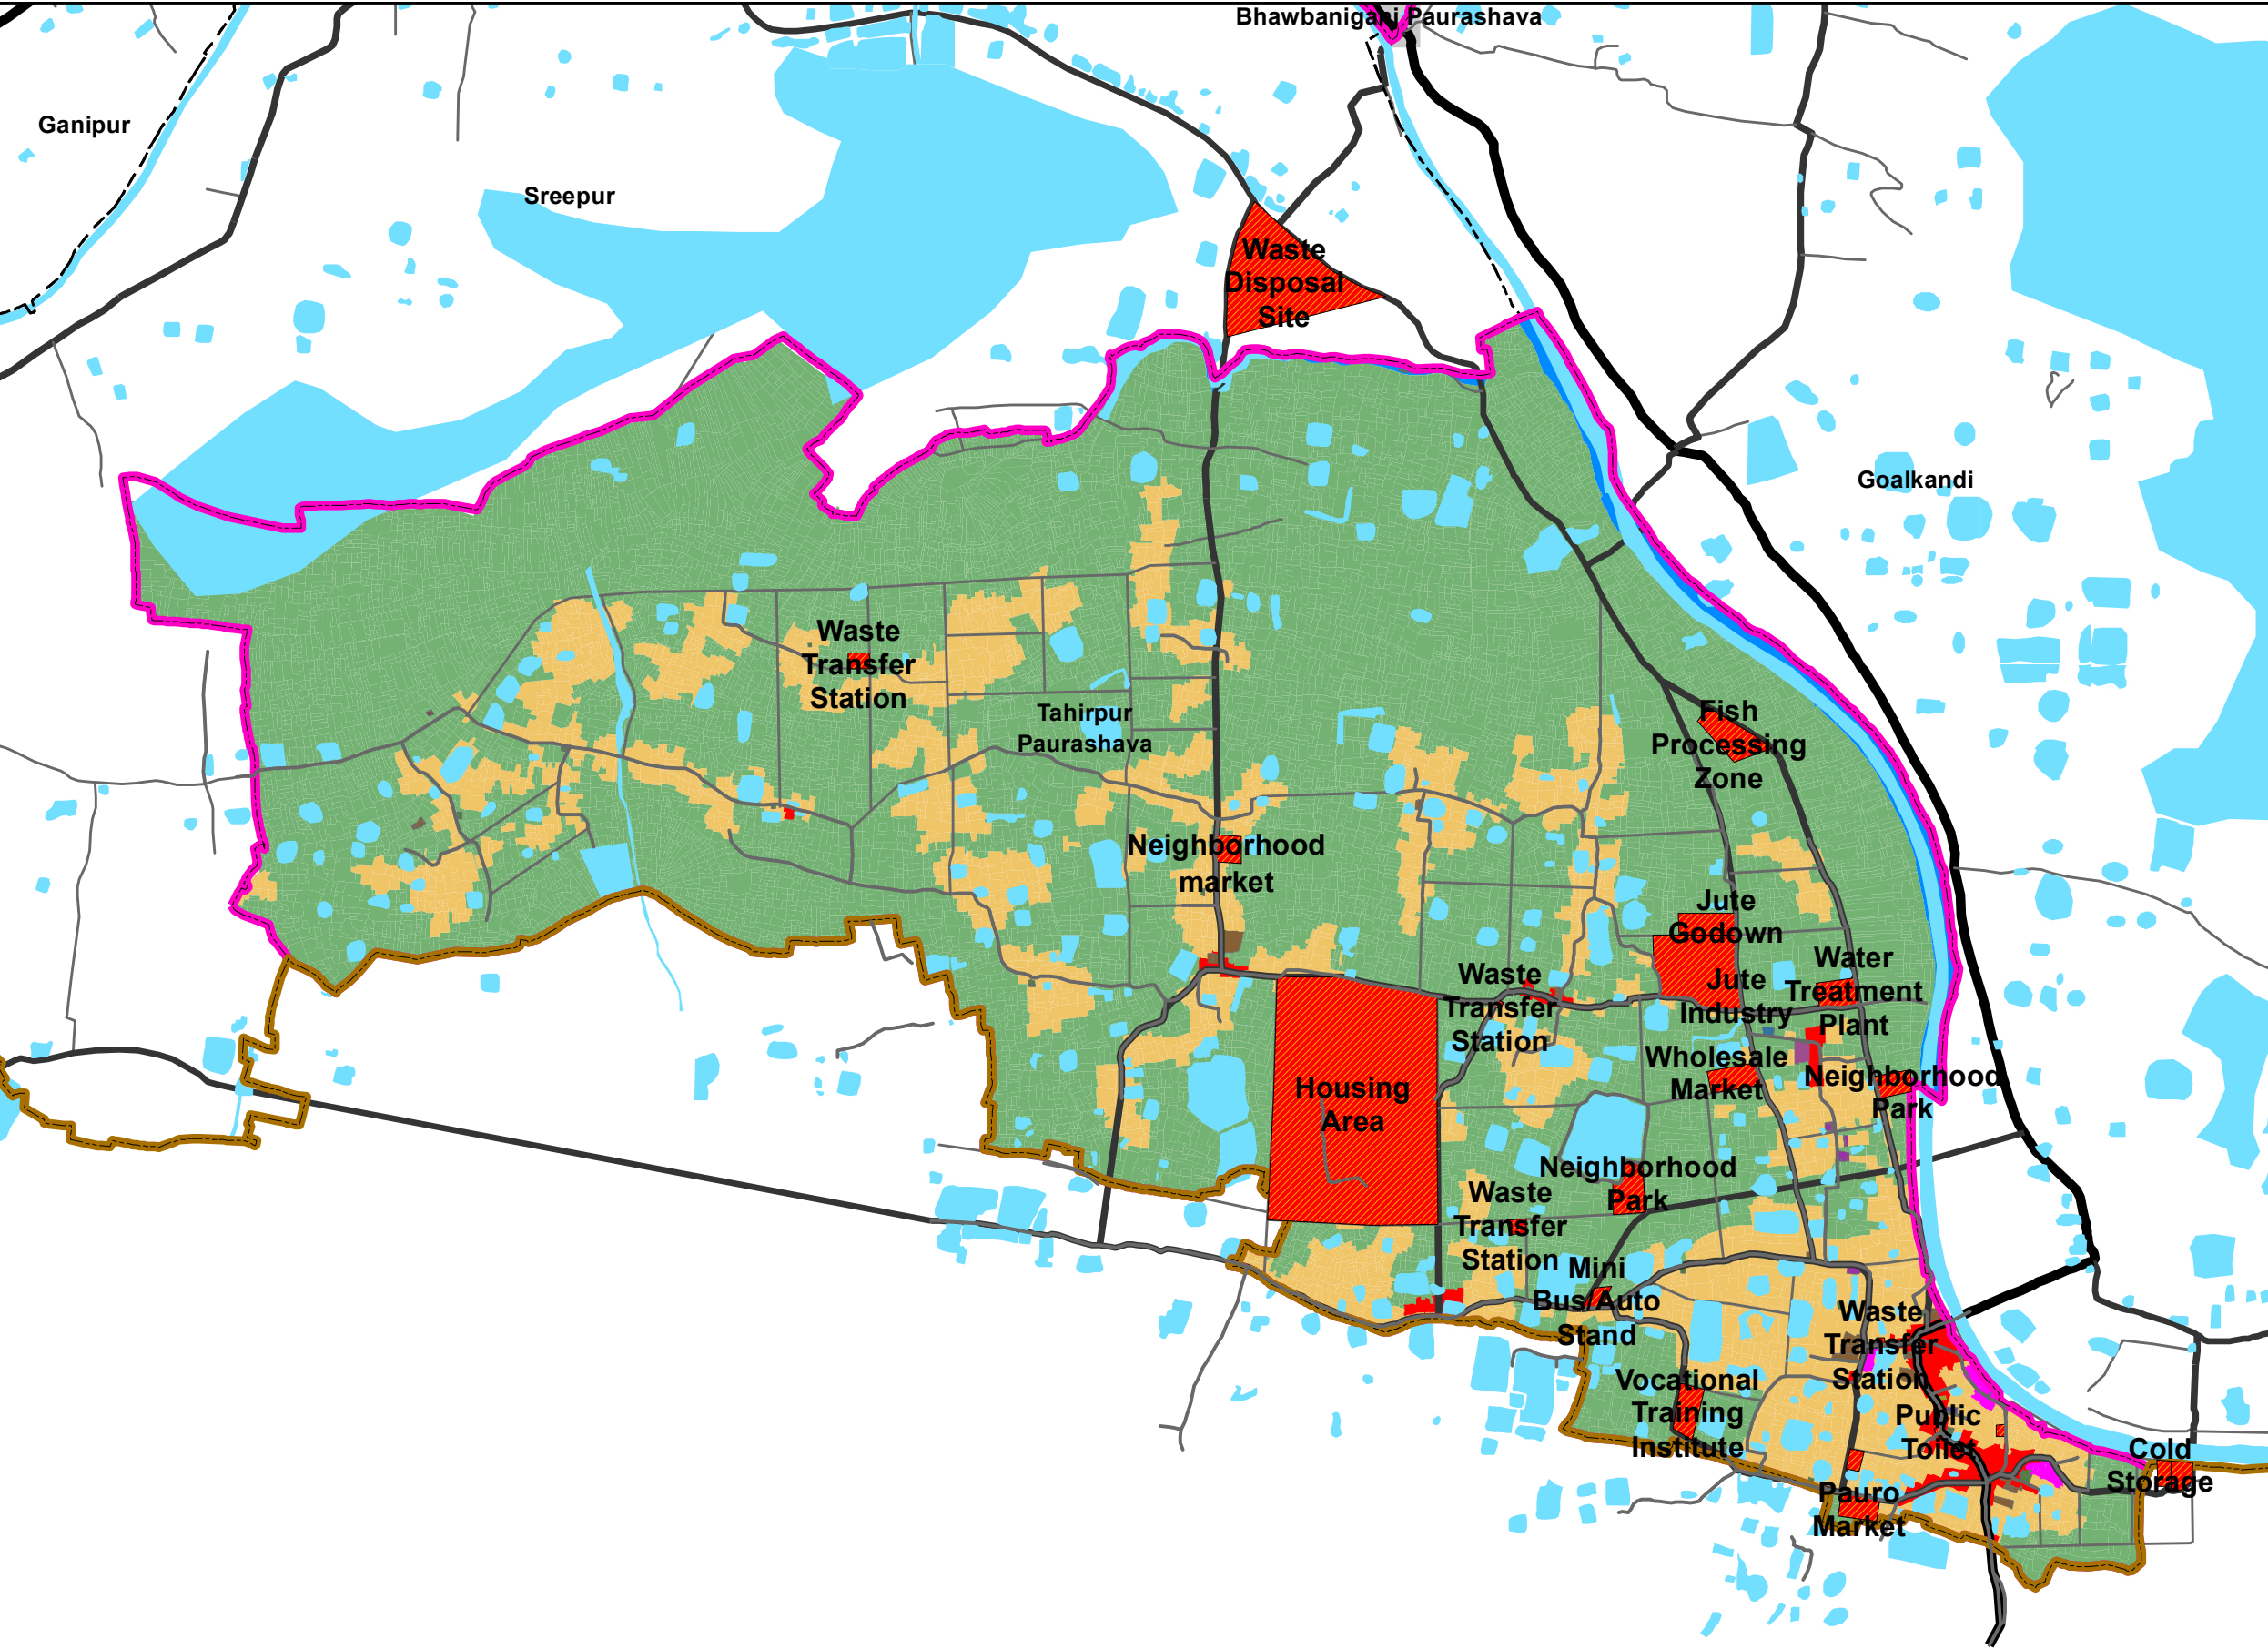 Bhawbaniganj Paurashava
Ganipur
Sreepur
Waste
Disposal
Site
Goalkandi
Waste
Transfer
Station
Tahirpur
Paurashava
Fish
Processing
Zone
Neighborhood
market
Jute
Godown
Water
Treatment
Plant
Waste
Transfer
Station
Jute
Industry
Wholesale
Market
Neighborhood
Park
Housing
Area
Neighborhood
Park
Waste
Transfer
Station
Mini
Bus/Auto
Stand
Waste
Transfer
Station
Vocational
Training
Institute
Public
Toilet
Cold
Storage
Pauro
Market